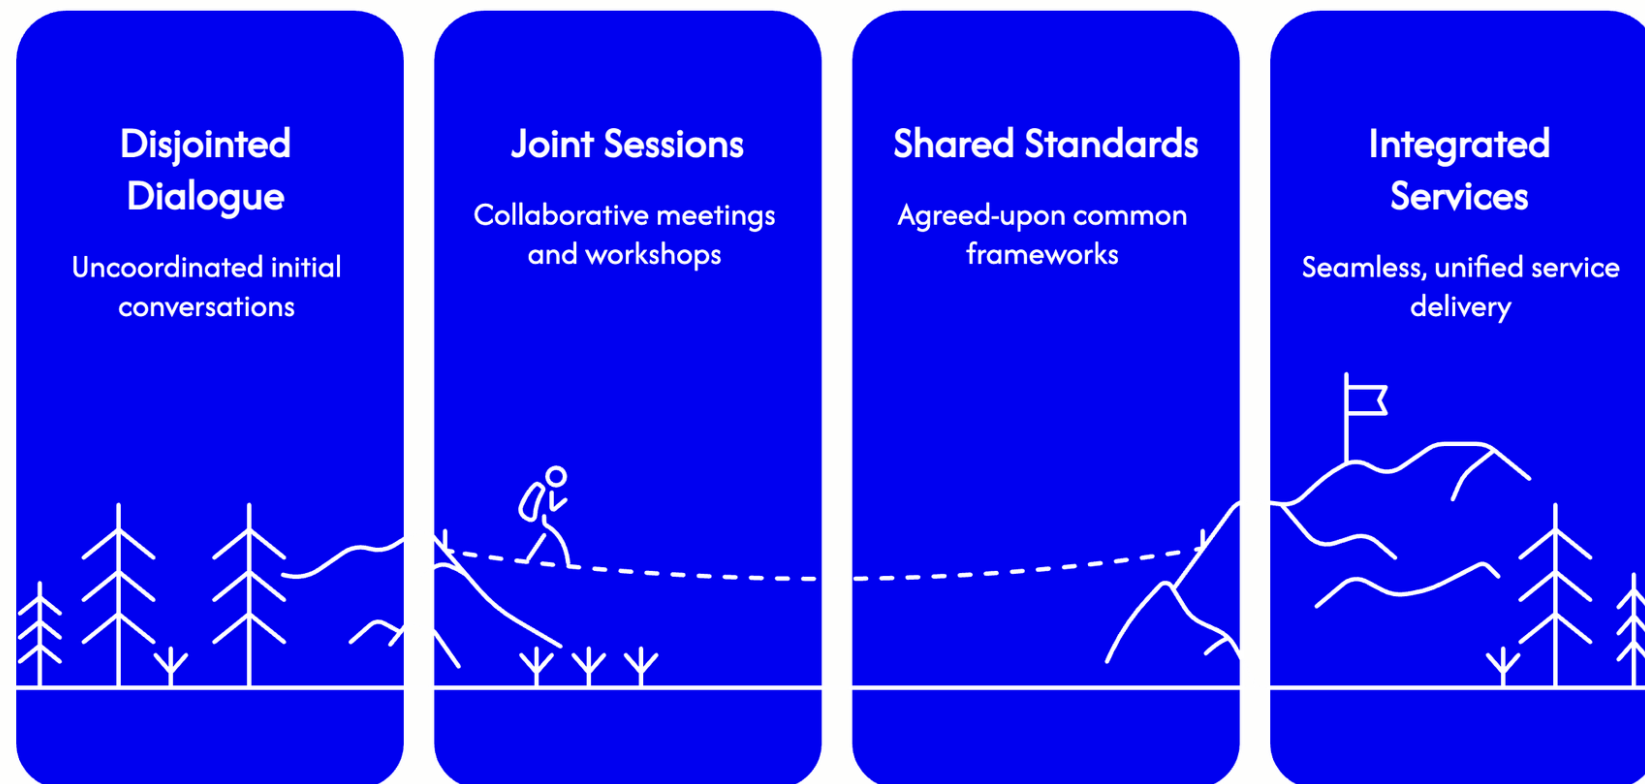 Disjointed
Dialogue
Uncoordinated initial
conversations
Joint Sessions
Collaborative meetings
and workshops
Shared Standards
Agreed-upon common
frameworks
Integrated
Services
Seamless, unified service
delivery